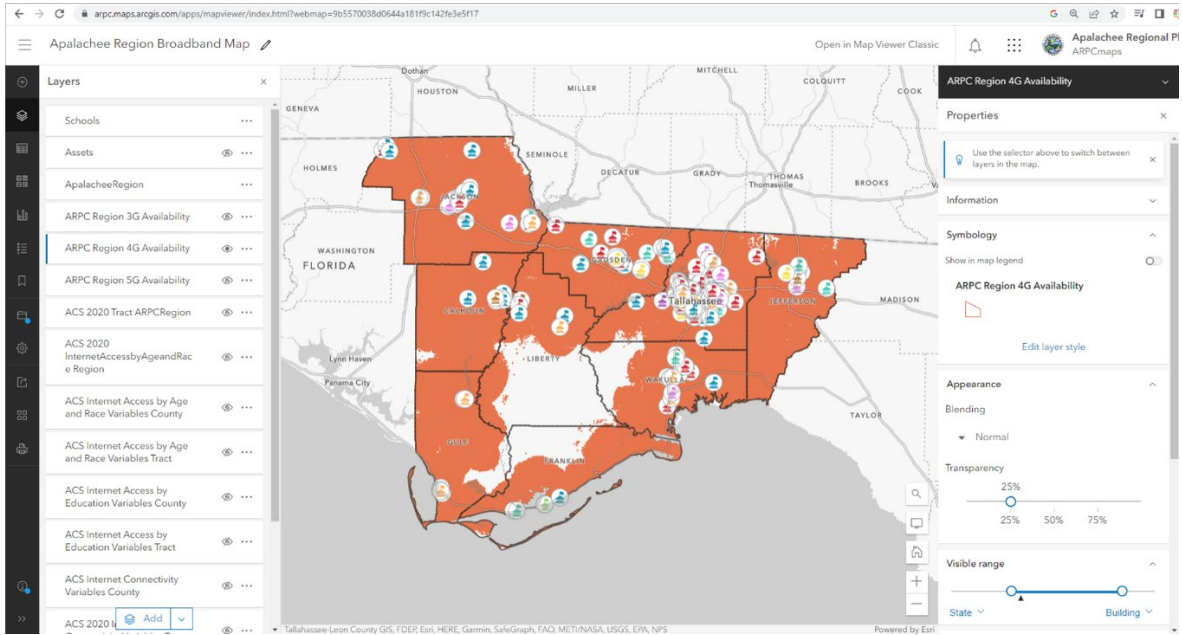 arpc.maps.arcgis.com/apps/mapviewer/index.html?webmap=9b5570038d0644a181f9c142fe3e5f17
Apalachee Region Broadband Map
Open in Map Viewer Classic
Apalachee Regional Pl
ARPCmaps
Layers
Schools
Assets
ApalacheeRegion
ARPC Region 3G Availability
ARPC Region 4G Availability
ARPC Region 5G Availability
ACS 2020 Tract ARPCRegion
ACS 2020
InternetAccessbyAgeandRac
e Region
ACS Internet Access by Age
and Race Variables County
ACS Internet Access by Age
and Race Variables Tract
ACS Internet Access by
Education Variables County
ACS Internet Access by
Education Variables Tract
ACS Internet Connectivity
Variables County
ACS 2020
Add
Dothan
HOUSTON
MILLER
MITCHELL
COLQUITT
COOK
GENEVA
SEMINOLE
HOLMES
DECATUR
GRADY
THOMAS
Thomasville
BROOKS
JACKSON
WASHINGTON
FLORIDA
GADSDEN
Tallahassee
JEFFERSON
MADISON
CALHOUN
LIBERTY
Lynn Haven
Panama City
WAKULLA
TAYLOR
GULF
FRANKLIN
Tallahassee-Leon County GIS, FDEP, Esri, HERE, Garmin, SafeGraph, FAO, METI/NASA, USGS, EPA, NPS
Powered by Esri
ARPC Region 4G Availability
Properties
Use the selector above to switch between
layers in the map.
Information
Symbology
Show in map legend
ARPC Region 4G Availability
Edit layer style
Appearance
Blending
Normal
Transparency
25%
25% 50% 75%
Visible range
State Building